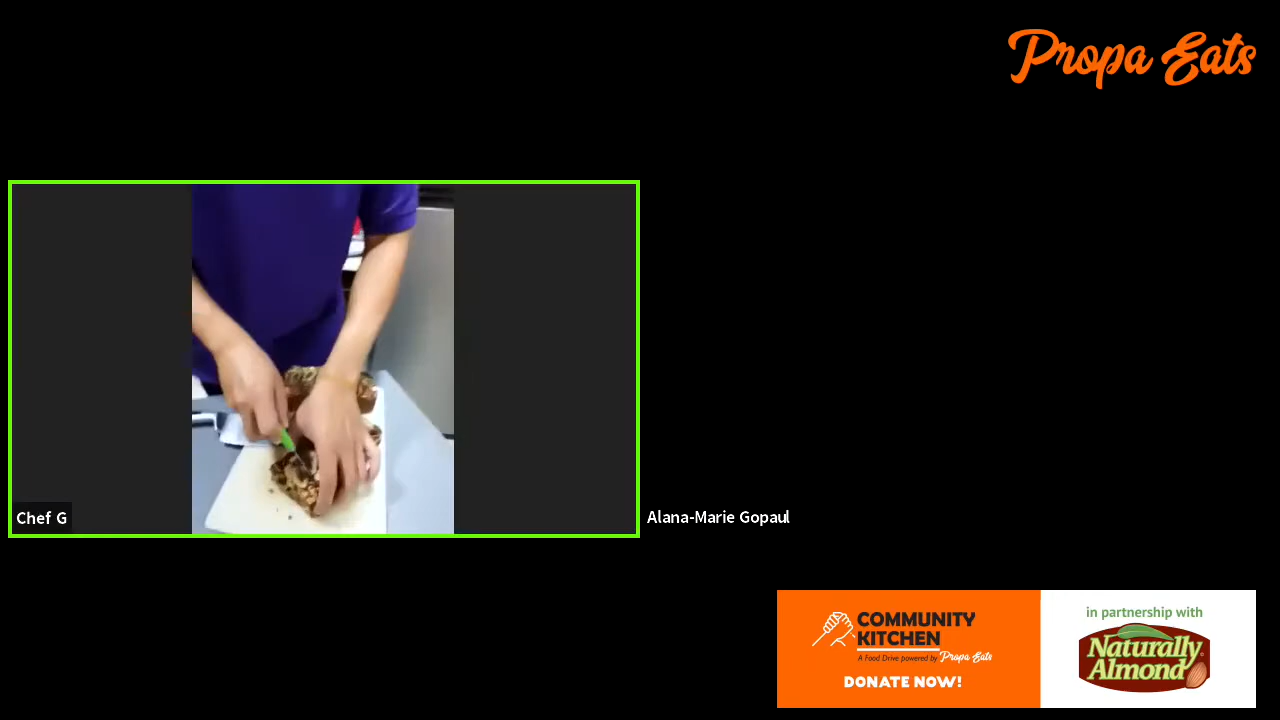 Propa Eats
Chef G
Alana-Marie Gopaul
COMMUNITY
KITCHEN
A Food Drive powered by Propa Eats
DONATE NOW!
in partnership with
Naturally
Almond